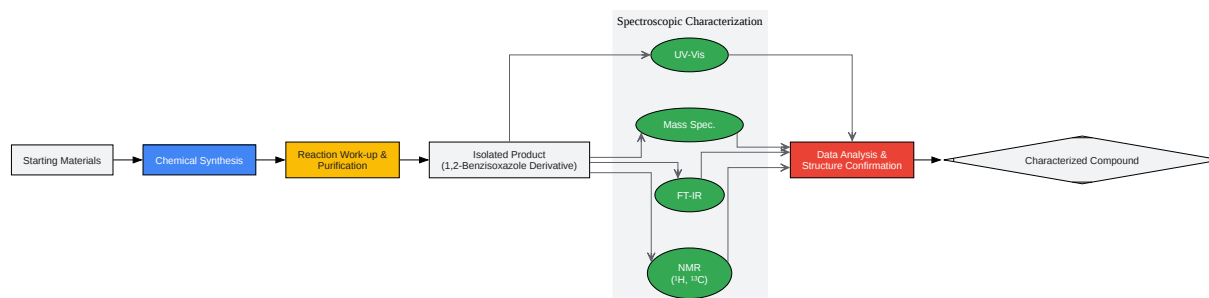 Spectroscopic Characterization
UV-Vis
Mass Spec.
Starting Materials
Chemical Synthesis
Reaction Work-up &
Purification
Isolated Product
(1,2-Benzisoxazole Derivative)
Data Analysis &
Structure Confirmation
Characterized Compound
FT-IR
NMR
(¹H, ¹³C)